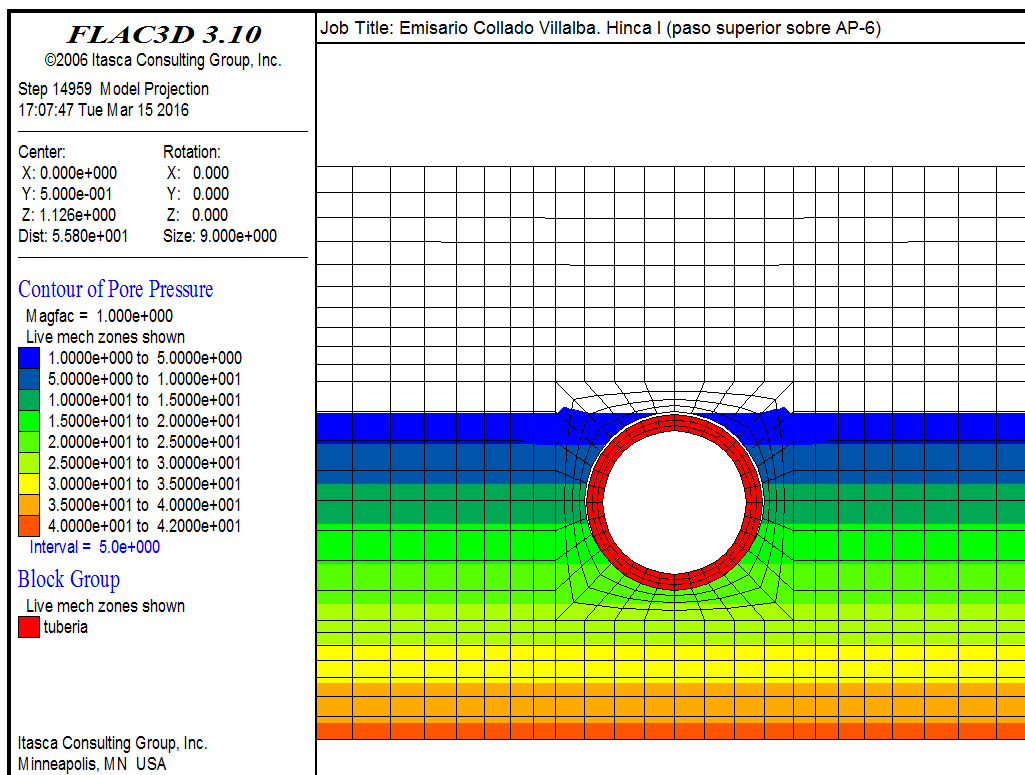 FLAC3D 3.10
©2006 Itasca Consulting Group, Inc.
Step 14959 Model Projection
17:07:47 Tue Mar 15 2016
Center:
X: 0.000e+000
Y: 5.000e-001
Z: 1.126e+000
Dist: 5.580e+001
Rotation:
X: 0.000
Y: 0.000
Z: 0.000
Size: 9.000e+000
Contour of Pore Pressure
Magfac = 1.000e+000
Live mech zones shown
1.0000e+000 to 5.0000e+000
5.0000e+000 to 1.0000e+001
1.0000e+001 to 1.5000e+001
1.5000e+001 to 2.0000e+001
2.0000e+001 to 2.5000e+001
2.5000e+001 to 3.0000e+001
3.0000e+001 to 3.5000e+001
3.5000e+001 to 4.0000e+001
4.0000e+001 to 4.2000e+001
Interval = 5.0e+000
Block Group
Live mech zones shown
tuberia
Itasca Consulting Group, Inc.
Minneapolis, MN USA
Job Title: Emisario Collado Villalba. Hinca I (paso superior sobre AP-6)